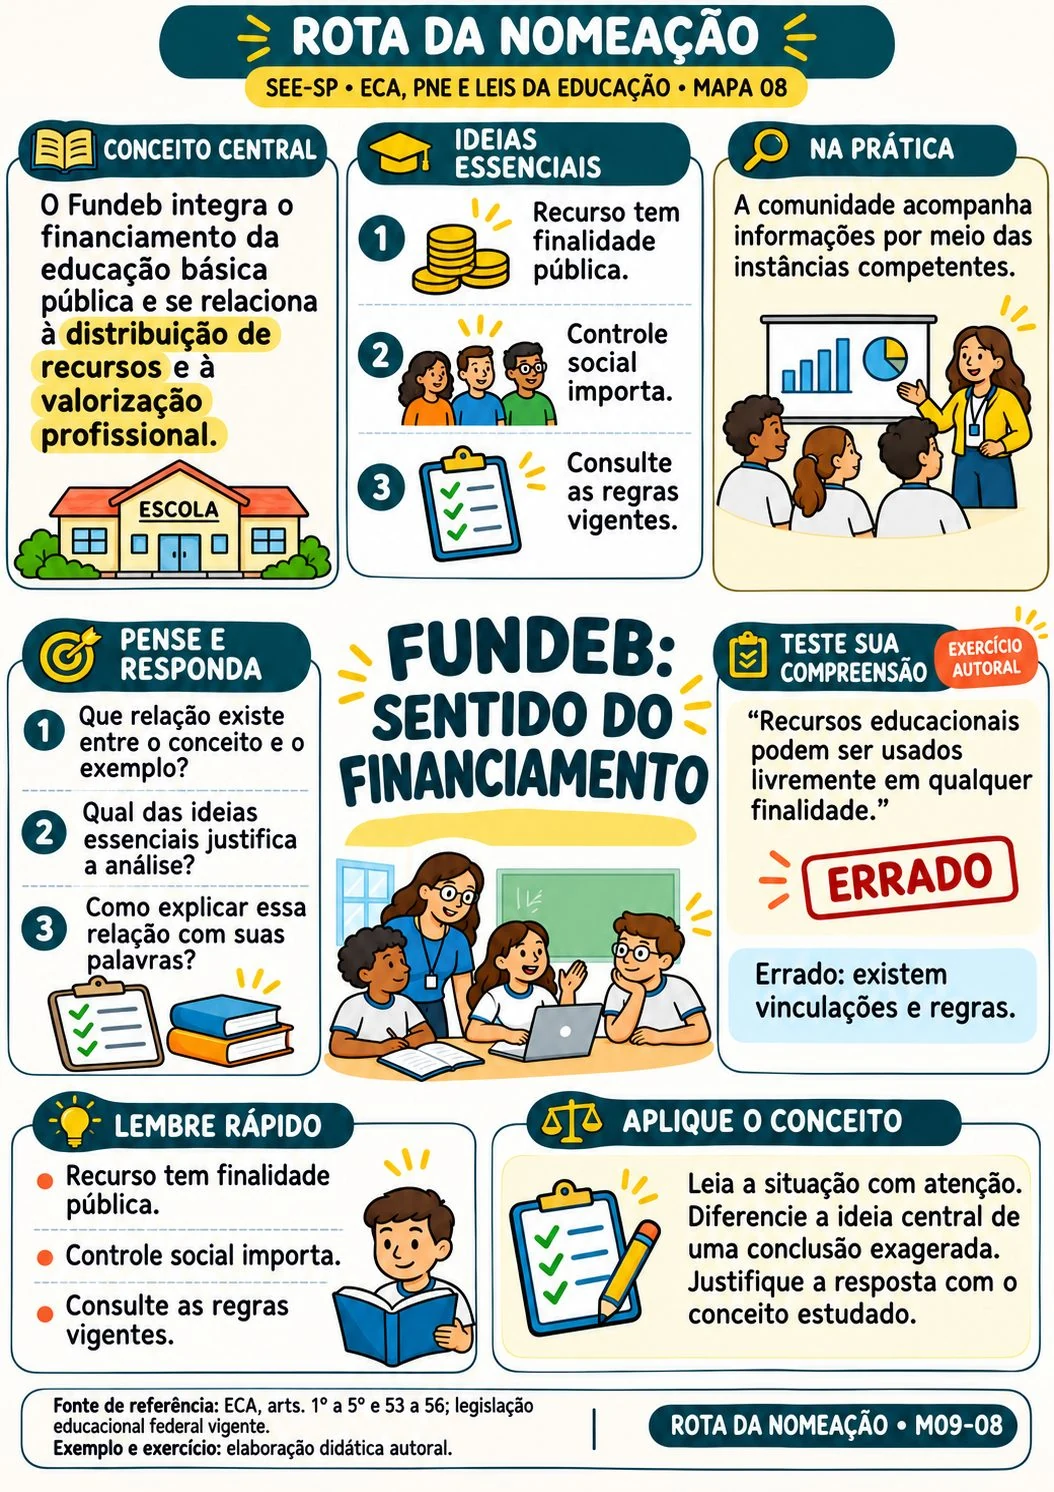 ROTA DA NOMEAÇÃO
SEE-SP • ECA, PNE E LEIS DA EDUCAÇÃO • MAPA 08
CONCEITO CENTRAL
O Fundeb integra o
financiamento da
educação básica
pública e se relaciona
à distribuição de
recursos e à
valorização
profissional.
ESCOLA
IDEIAS
ESSENCIAIS
1
Recurso tem
finalidade
pública.
2
Controle
social
importa.
3
Consulte
as regras
vigentes.
NA PRÁTICA
A comunidade acompanha
informações por meio das
instâncias competentes.
PENSE E
RESPONDA
1
Que relação existe
entre o conceito e o
exemplo?
2
Qual das ideias
essenciais justifica
a análise?
3
Como explicar essa
relação com suas
palavras?
FUNDEB:
SENTIDO DO
FINANCIAMENTO
TESTE SUA
COMPREENSÃO
EXERCÍCIO
AUTORAL
“Recursos educacionais
podem ser usados
livremente em qualquer
finalidade.”
ERRADO
Errado: existem
vinculações e regras.
LEMBRE RÁPIDO
Recurso tem finalidade
pública.
Controle social importa.
Consulte as regras
vigentes.
APLIQUE O CONCEITO
Leia a situação com atenção.
Diferencie a ideia central de
uma conclusão exagerada.
Justifique a resposta com o
conceito estudado.
Fonte de referência: ECA, arts. 1º a 5º e 53 a 56; legislação
educacional federal vigente.
Exemplo e exercício: elaboração didática autoral.
ROTA DA NOMEAÇÃO • M09-08